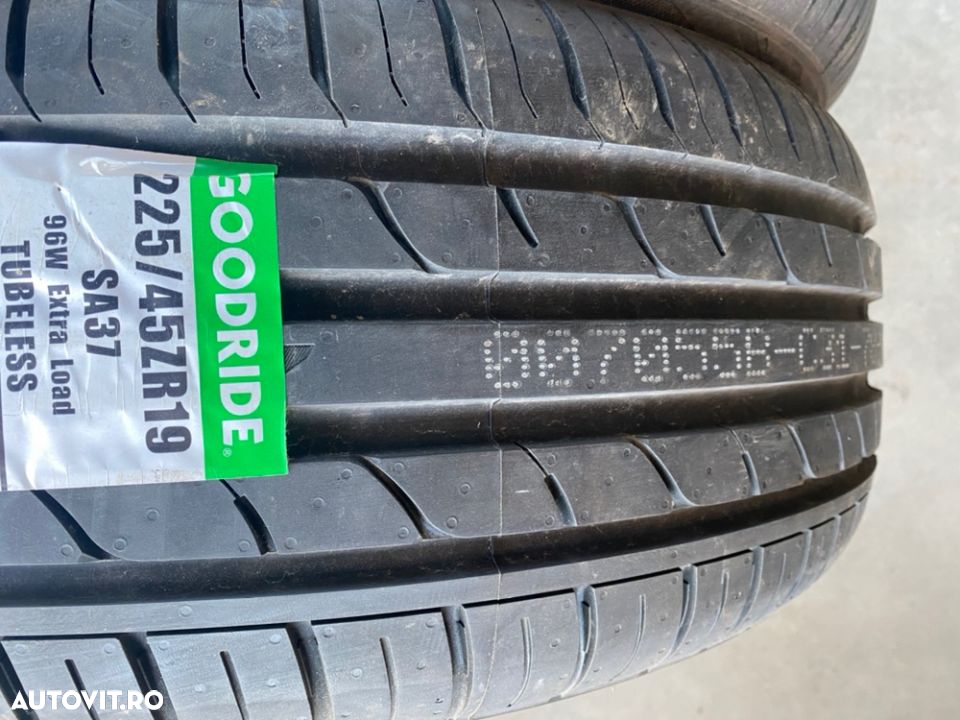 GOODRIDE®
225/45ZR19
SA37
96W Extra Load
TUBELESS
AUTOVIT.RO